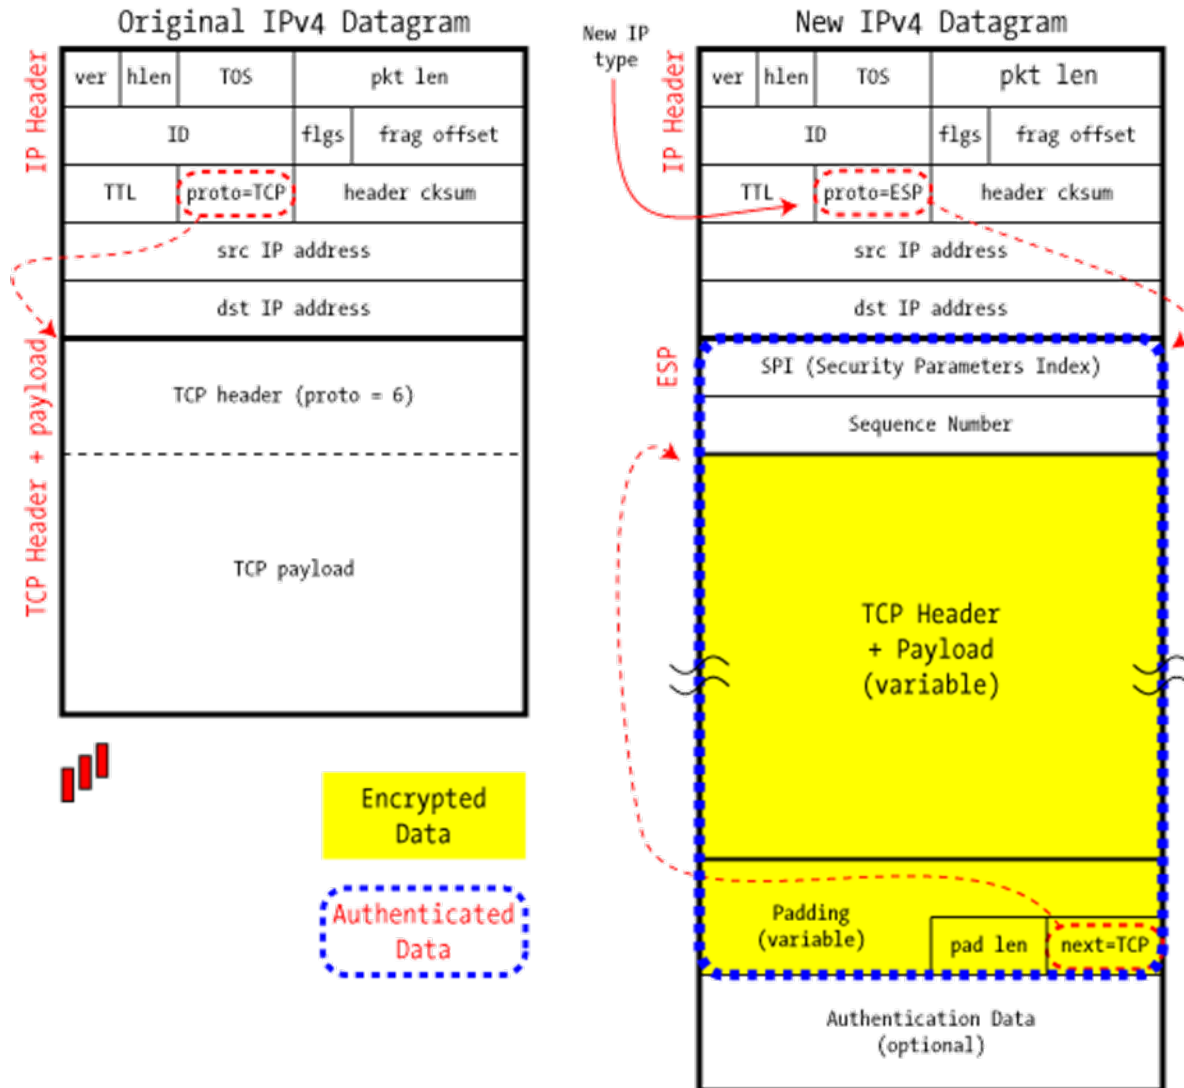 Original IPv4 Datagram
IP Header
ver hlen TOS pkt len
ID flgs frag offset
TTL proto=TCP header cksum
src IP address
dst IP address
TCP Header + payload
TCP header (proto = 6)
TCP payload
Encrypted
Data
Authenticated
Data
New IPv4 Datagram
New IP
type
IP Header
ver hlen TOS pkt len
ID flgs frag offset
TTL proto=ESP header cksum
src IP address
dst IP address
ESP
SPI (Security Parameters Index)
Sequence Number
TCP Header
+ Payload
(variable)
Padding
(variable)
pad len next=TCP
Authentication Data
(optional)